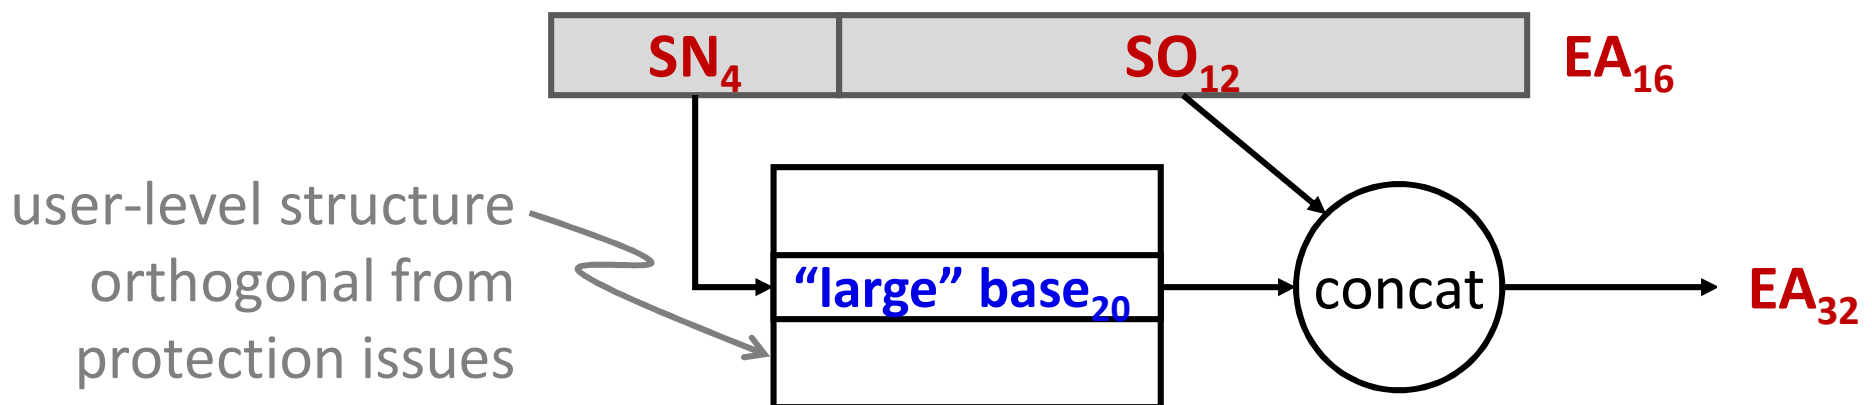 SN4 SO12 EA16
user-level structure
orthogonal from
protection issues
“large” base20
concat
EA32